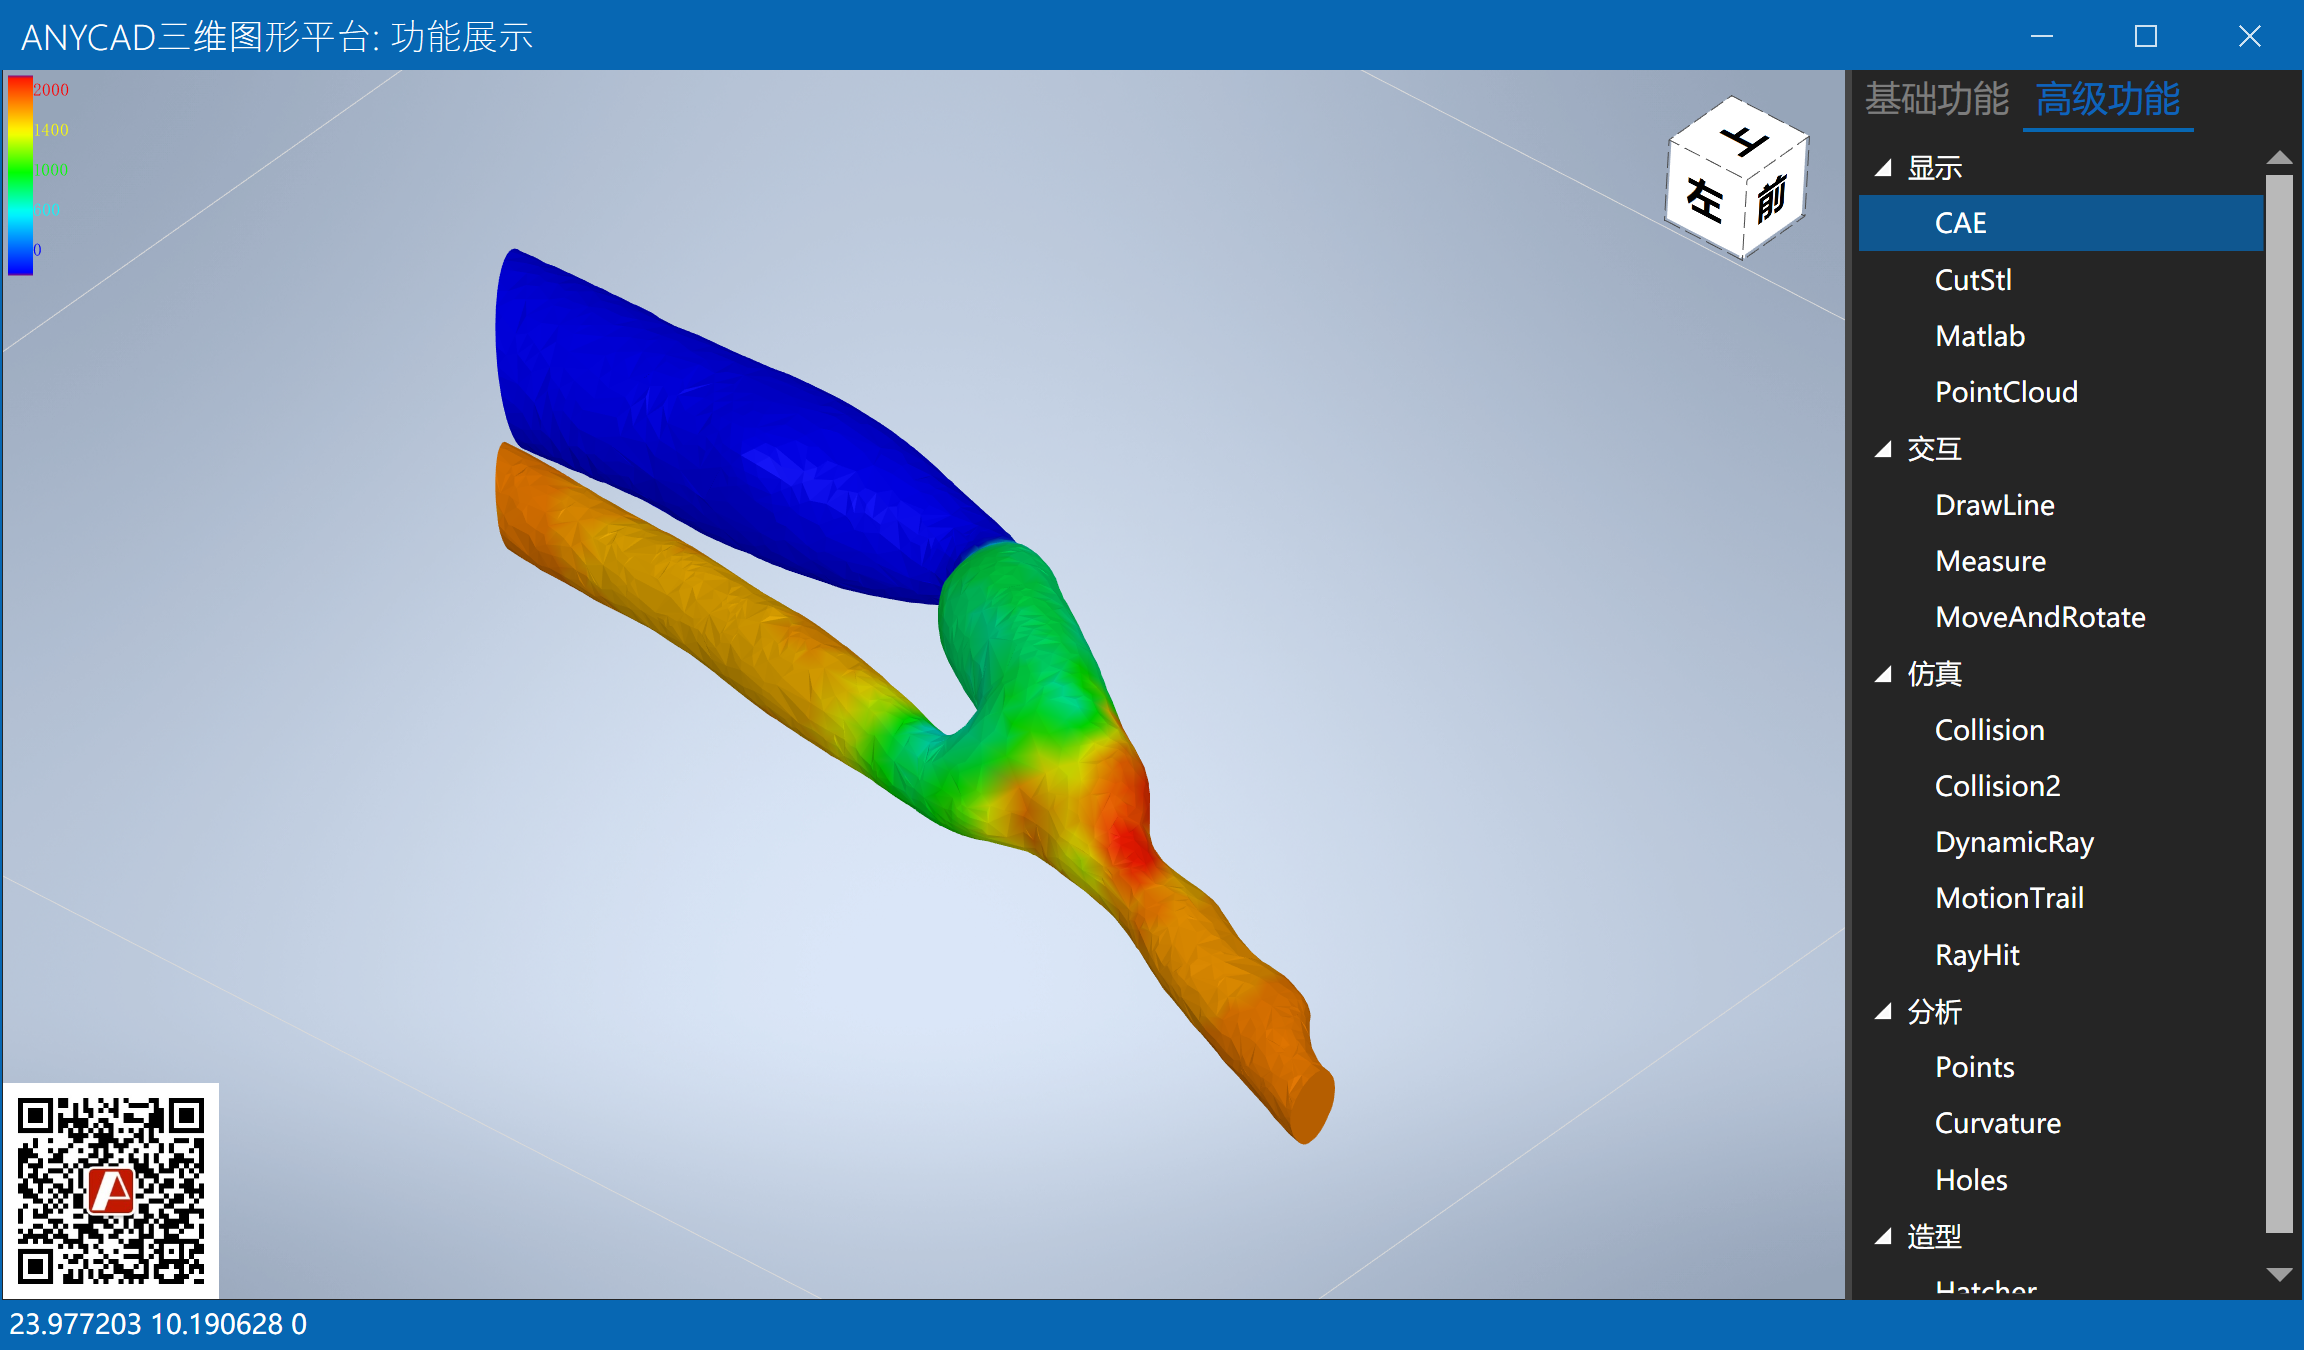 ANYCAD三维图形平台: 功能展示
2000
1400
1000
600
0
上
左
前
基础功能 高级功能
显示
CAE
CutStl
Matlab
PointCloud
交互
DrawLine
Measure
MoveAndRotate
仿真
Collision
Collision2
DynamicRay
MotionTrail
RayHit
分析
Points
Curvature
Holes
造型
Hatcher
23.977203 10.190628 0